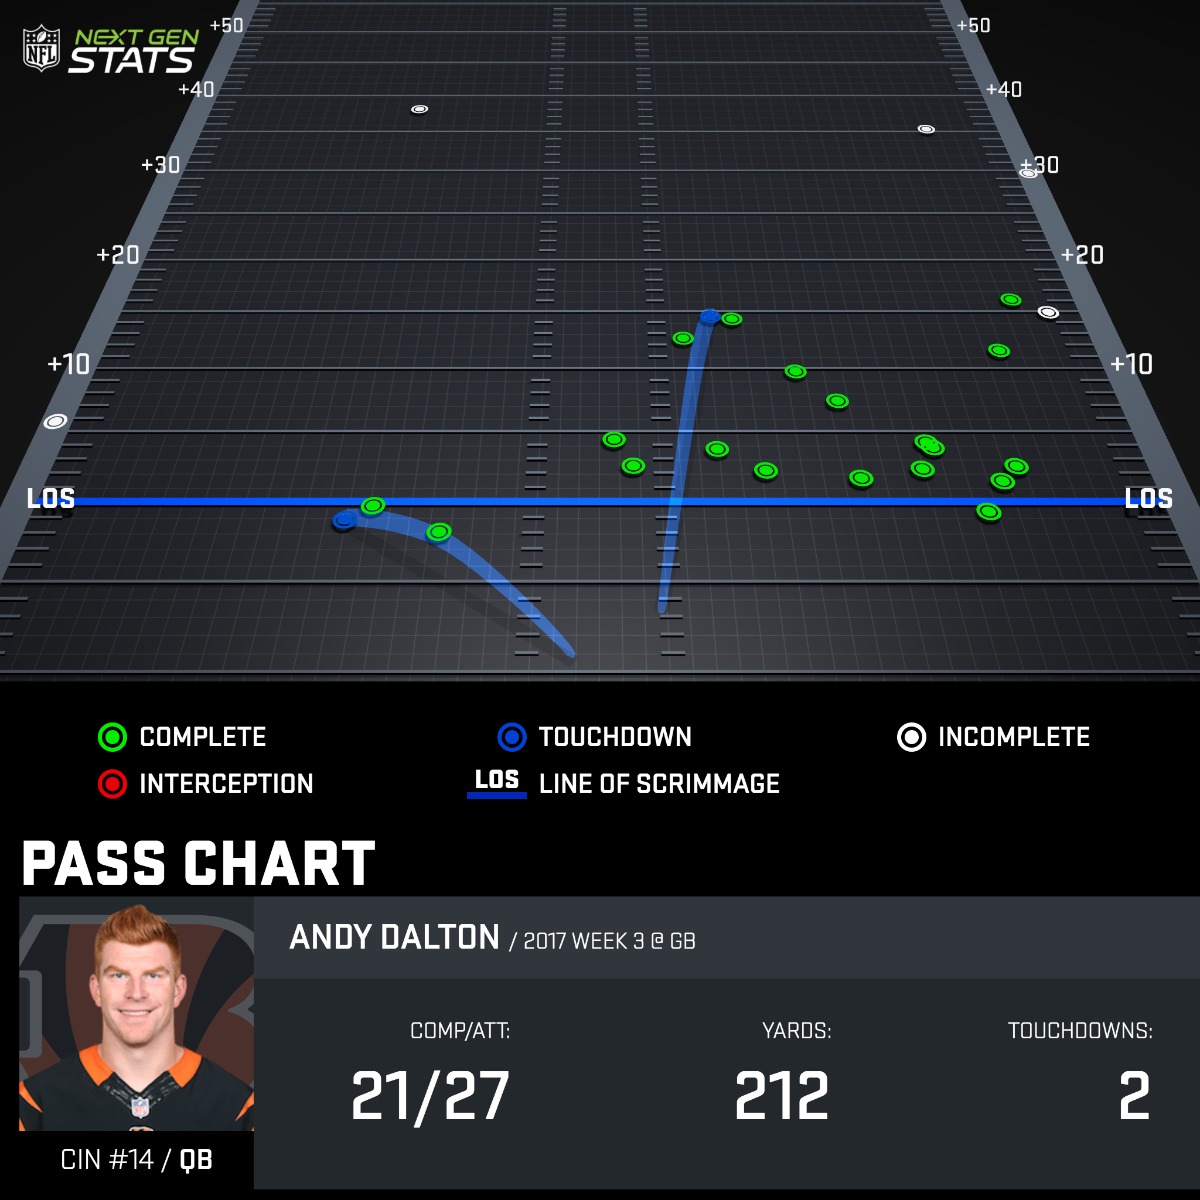 +50 +50
NFL NEXT GEN
STATS
+40 +40
+30 +30
+20 +20
+10 +10
LOS LOS
COMPLETE TOUCHDOWN INCOMPLETE
INTERCEPTION LOS LINE OF SCRIMMAGE
PASS CHART
ANDY DALTON / 2017 WEEK 3 @ GB
COMP/ATT: YARDS: TOUCHDOWNS:
21/27 212 2
CIN #14 / QB